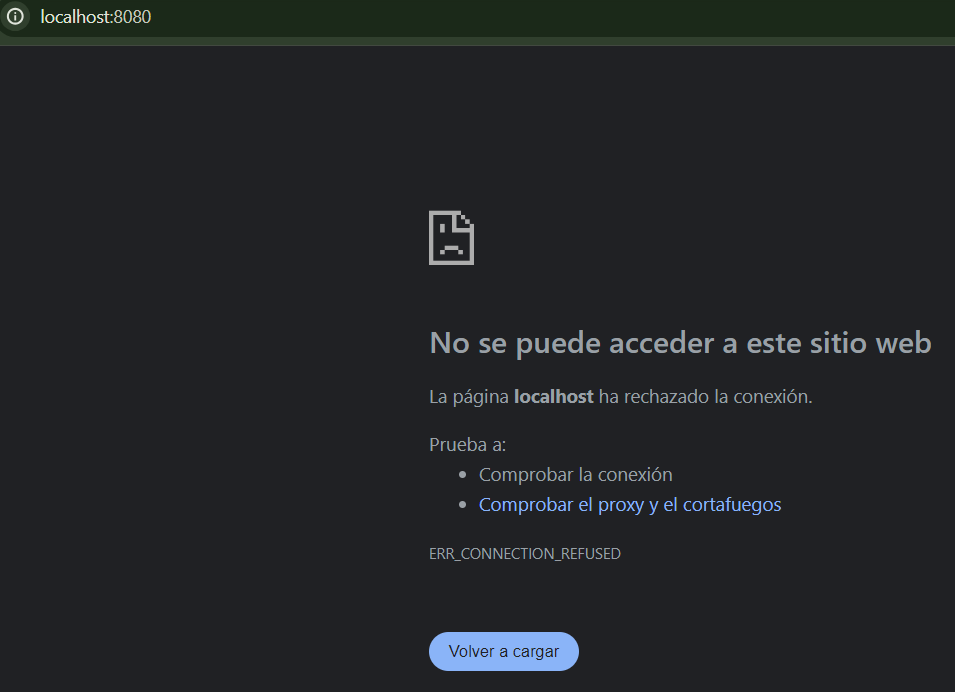 localhost:8080
No se puede acceder a este sitio web
La página localhost ha rechazado la conexión.
Prueba a:
• Comprobar la conexión
• Comprobar el proxy y el cortafuegos
ERR_CONNECTION_REFUSED
Volver a cargar